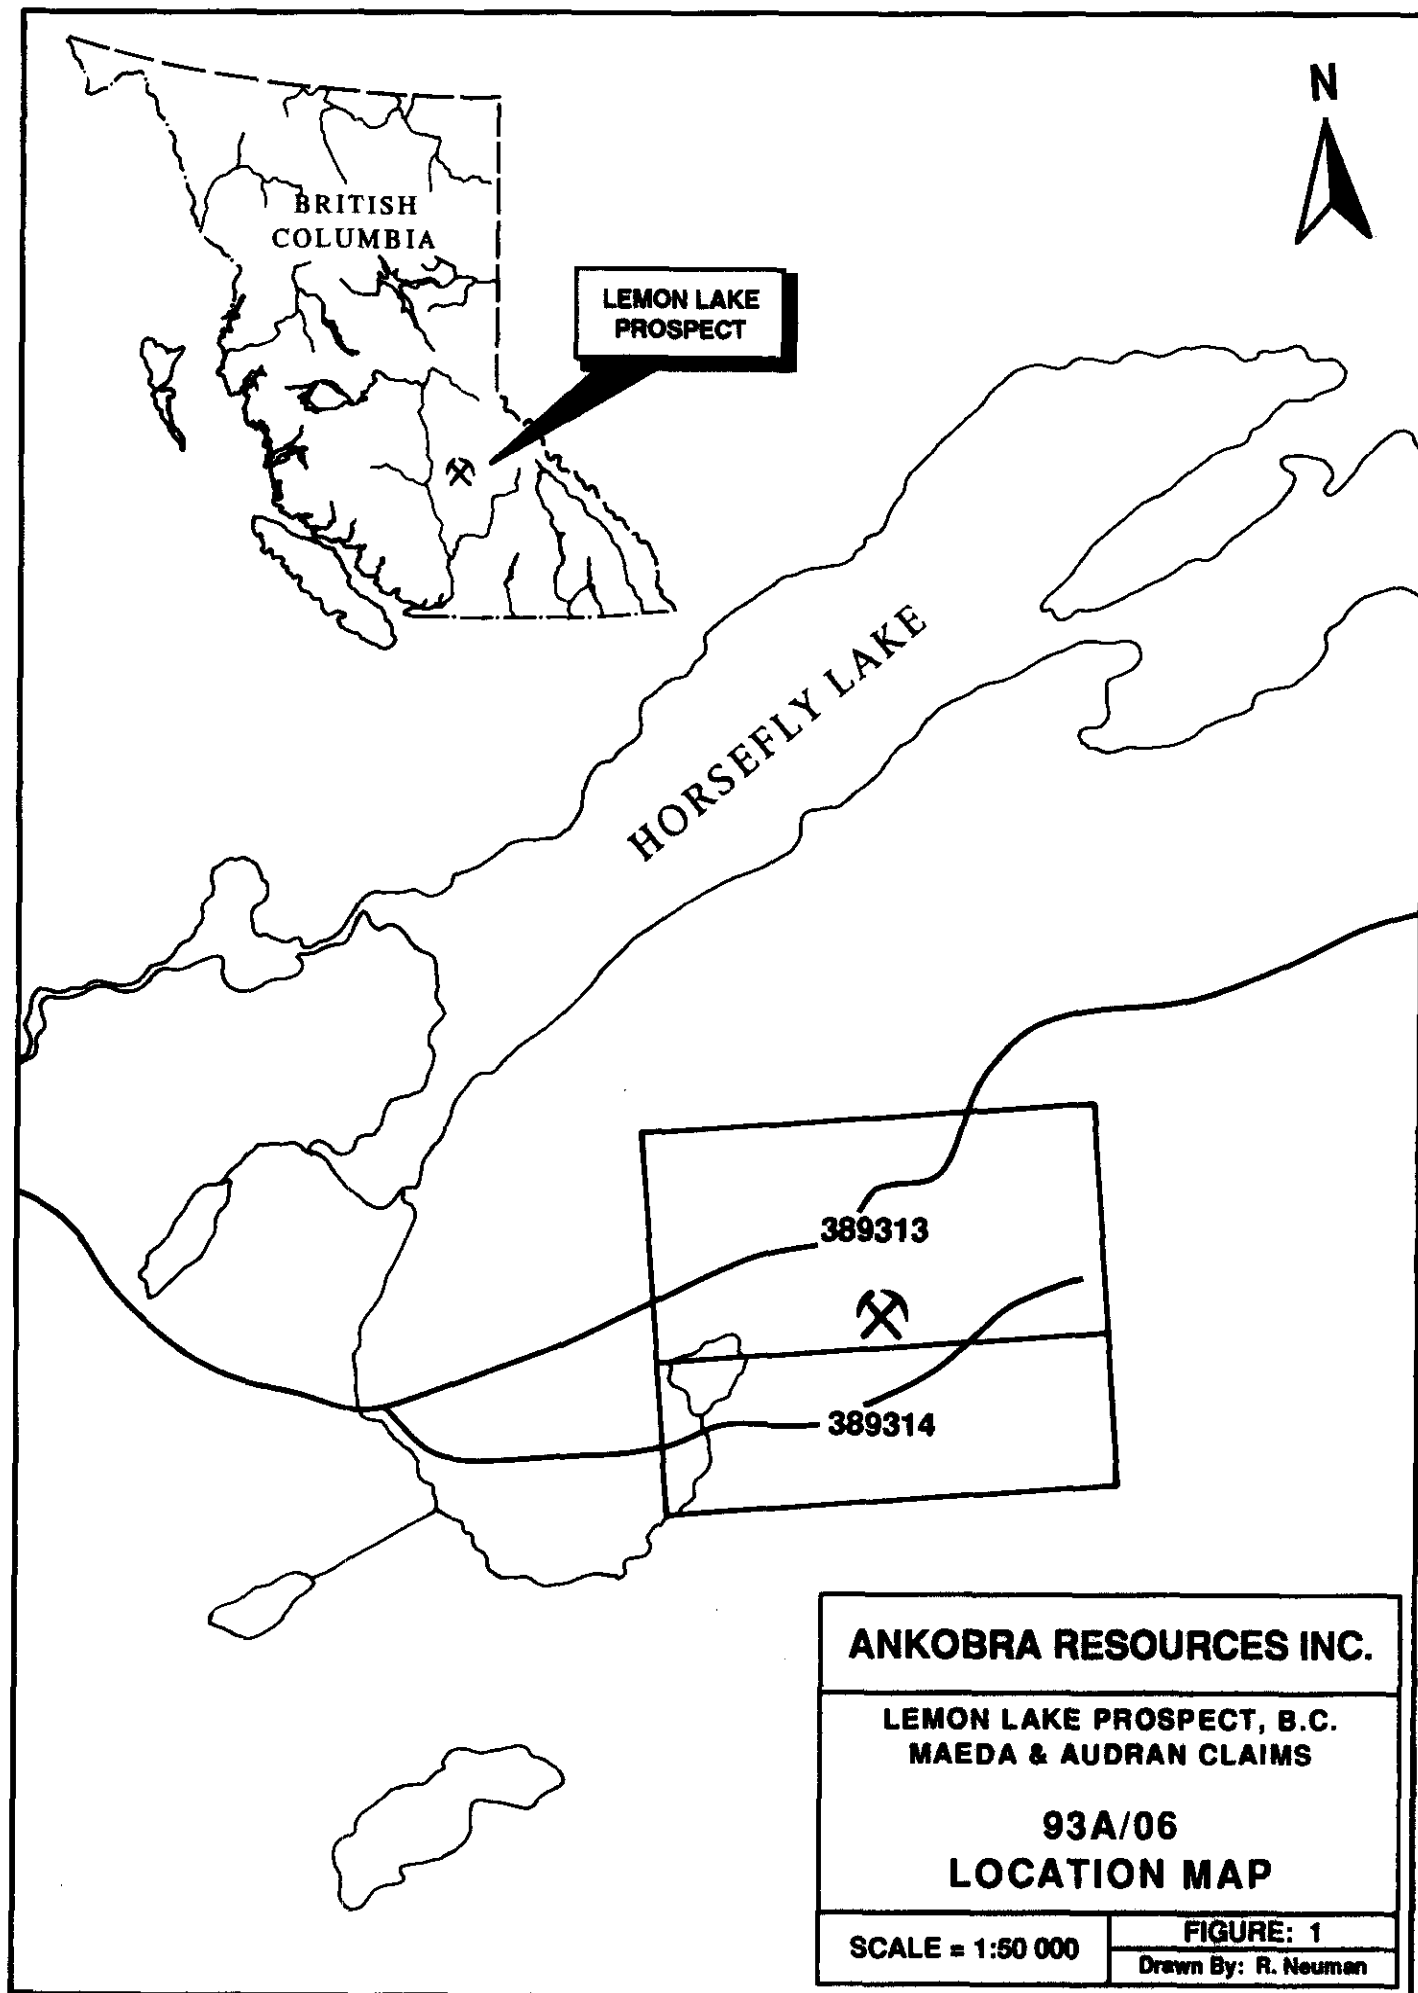 N
BRITISH
COLUMBIA
LEMON LAKE
PROSPECT
HORSEFLY LAKE
389313
389314
ANKOBRA RESOURCES INC.
LEMON LAKE PROSPECT, B.C.
MAEDA & AUDRAN CLAIMS
93A/06
LOCATION MAP
SCALE = 1:50 000
FIGURE: 1
Drawn By: R. Neuman